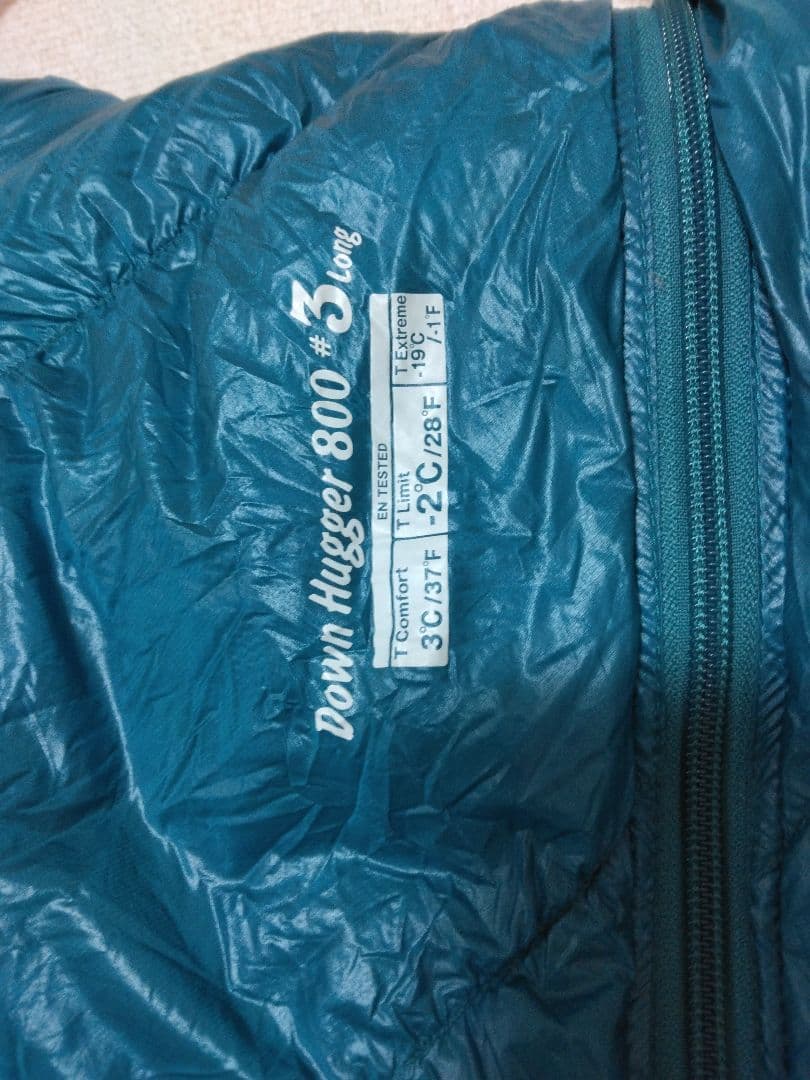 Down Hugger 800 #3 Long
EN TESTED
T Comfort T Limit T Extreme
3℃/37°F -2℃/28°F -19℃
/-1°F